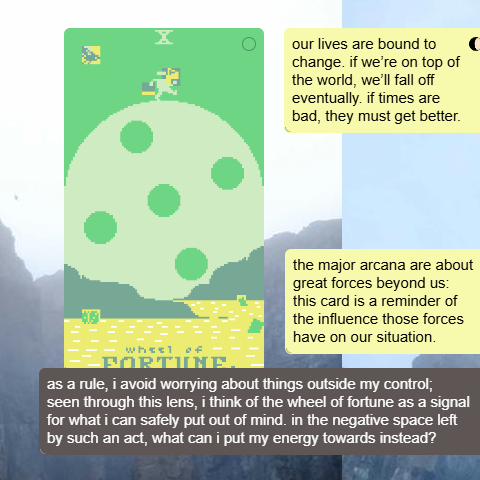 X
our lives are bound to
change. if we're on top of
the world, we'll fall off
eventually. if times are
bad, they must get better.
the major arcana are about
great forces beyond us:
this card is a reminder of
the influence those forces
have on our situation.
wheel of
FORTUNE.
as a rule, i avoid worrying about things outside my control;
seen through this lens, i think of the wheel of fortune as a signal
for what i can safely put out of mind. in the negative space left
by such an act, what can i put my energy towards instead?